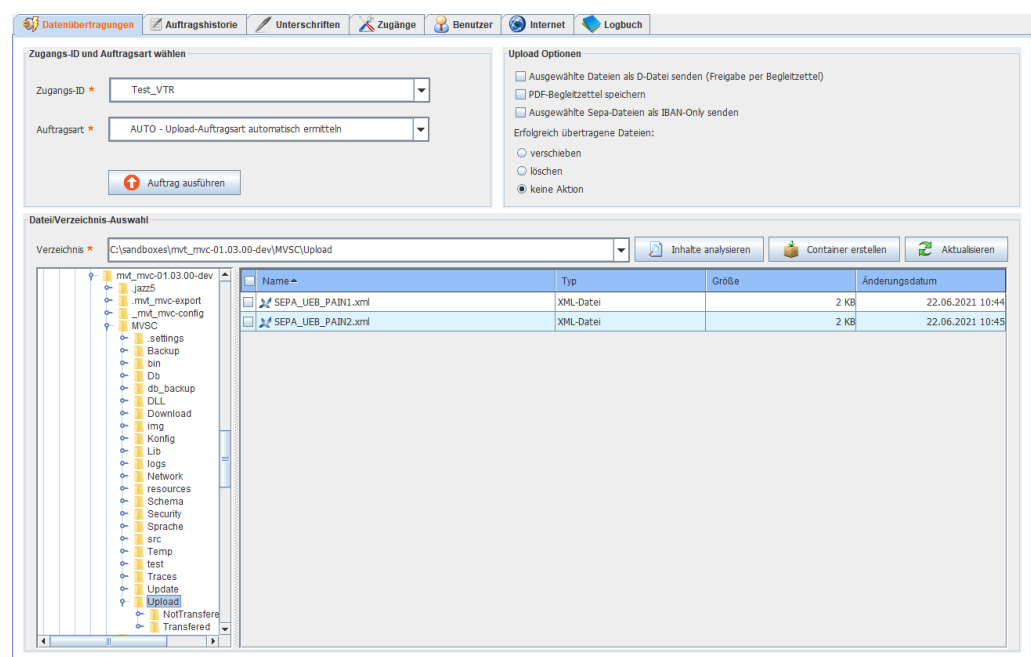 Datenübertragungen Auftragshistorie Unterschriften Zugänge Benutzer Internet Logbuch
Zugangs-ID und Auftragsart wählen
Zugangs-ID * Test_VTR
Auftragsart * AUTO - Upload-Auftragsart automatisch ermitteln
Auftrag ausführen
Upload Optionen
Ausgewählte Dateien als D-Datei senden (Freigabe per Begleitzettel)
PDF-Begleitzettel speichern
Ausgewählte Sepa-Dateien als IBAN-Only senden
Erfolgreich übertragene Dateien:
verschieben
löschen
keine Aktion
Datei/Verzeichnis-Auswahl
Verzeichnis * C:\sandboxes\mvt_mvc-01.03.00-dev\MVSC\Upload Inhalte analysieren Container erstellen Aktualisieren
mvt_mvc-01.03.00-dev
.jazz5
.mvt_mvc-export
_mvt_mvc-config
MVSC
.settings
Backup
bin
Db
db_backup
DLL
Download
img
Konfig
Lib
logs
Network
resources
Schema
Security
Sprache
src
Temp
test
Traces
Update
Upload
NotTransfere
Transfered
Name Typ Größe Änderungsdatum
SEPA_UEB_PAIN1.xml XML-Datei 2 KB 22.06.2021 10:44
SEPA_UEB_PAIN2.xml XML-Datei 2 KB 22.06.2021 10:45